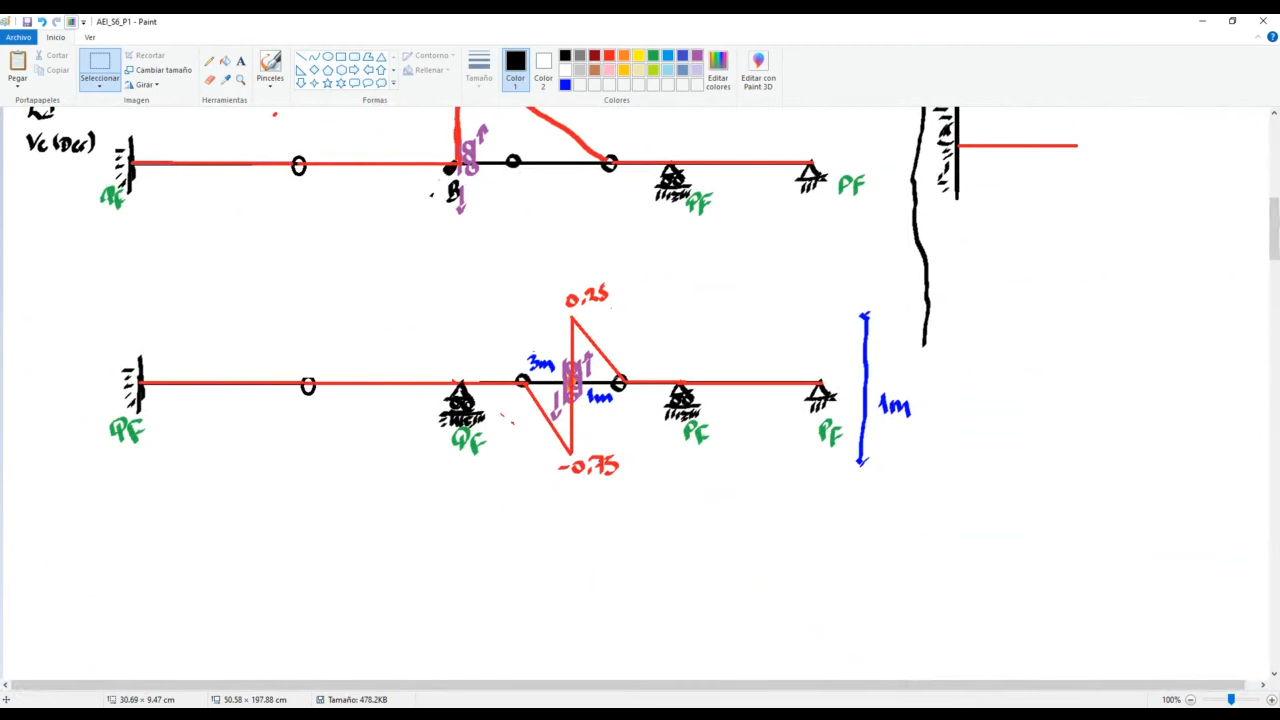 AEI_S6_P1 - Paint
Archivo Inicio Ver
Pegar
Cortar
Copiar
Portapapeles
Seleccionar
Recortar
Cambiar tamaño
Girar
Imagen
A
Herramientas
Pinceles
Contorno
Rellenar
Formas
Tamaño
Color 1
Color 2
Editar colores
Editar con Paint 3D
Colores
Vc (Der)
PF
B
PF
PF
0.25
3m
1m
1m
PF
PF
PF
PF
-0.75
30.69 × 9.47 cm
50.58 × 197.88 cm
Tamaño: 478.2KB
100%